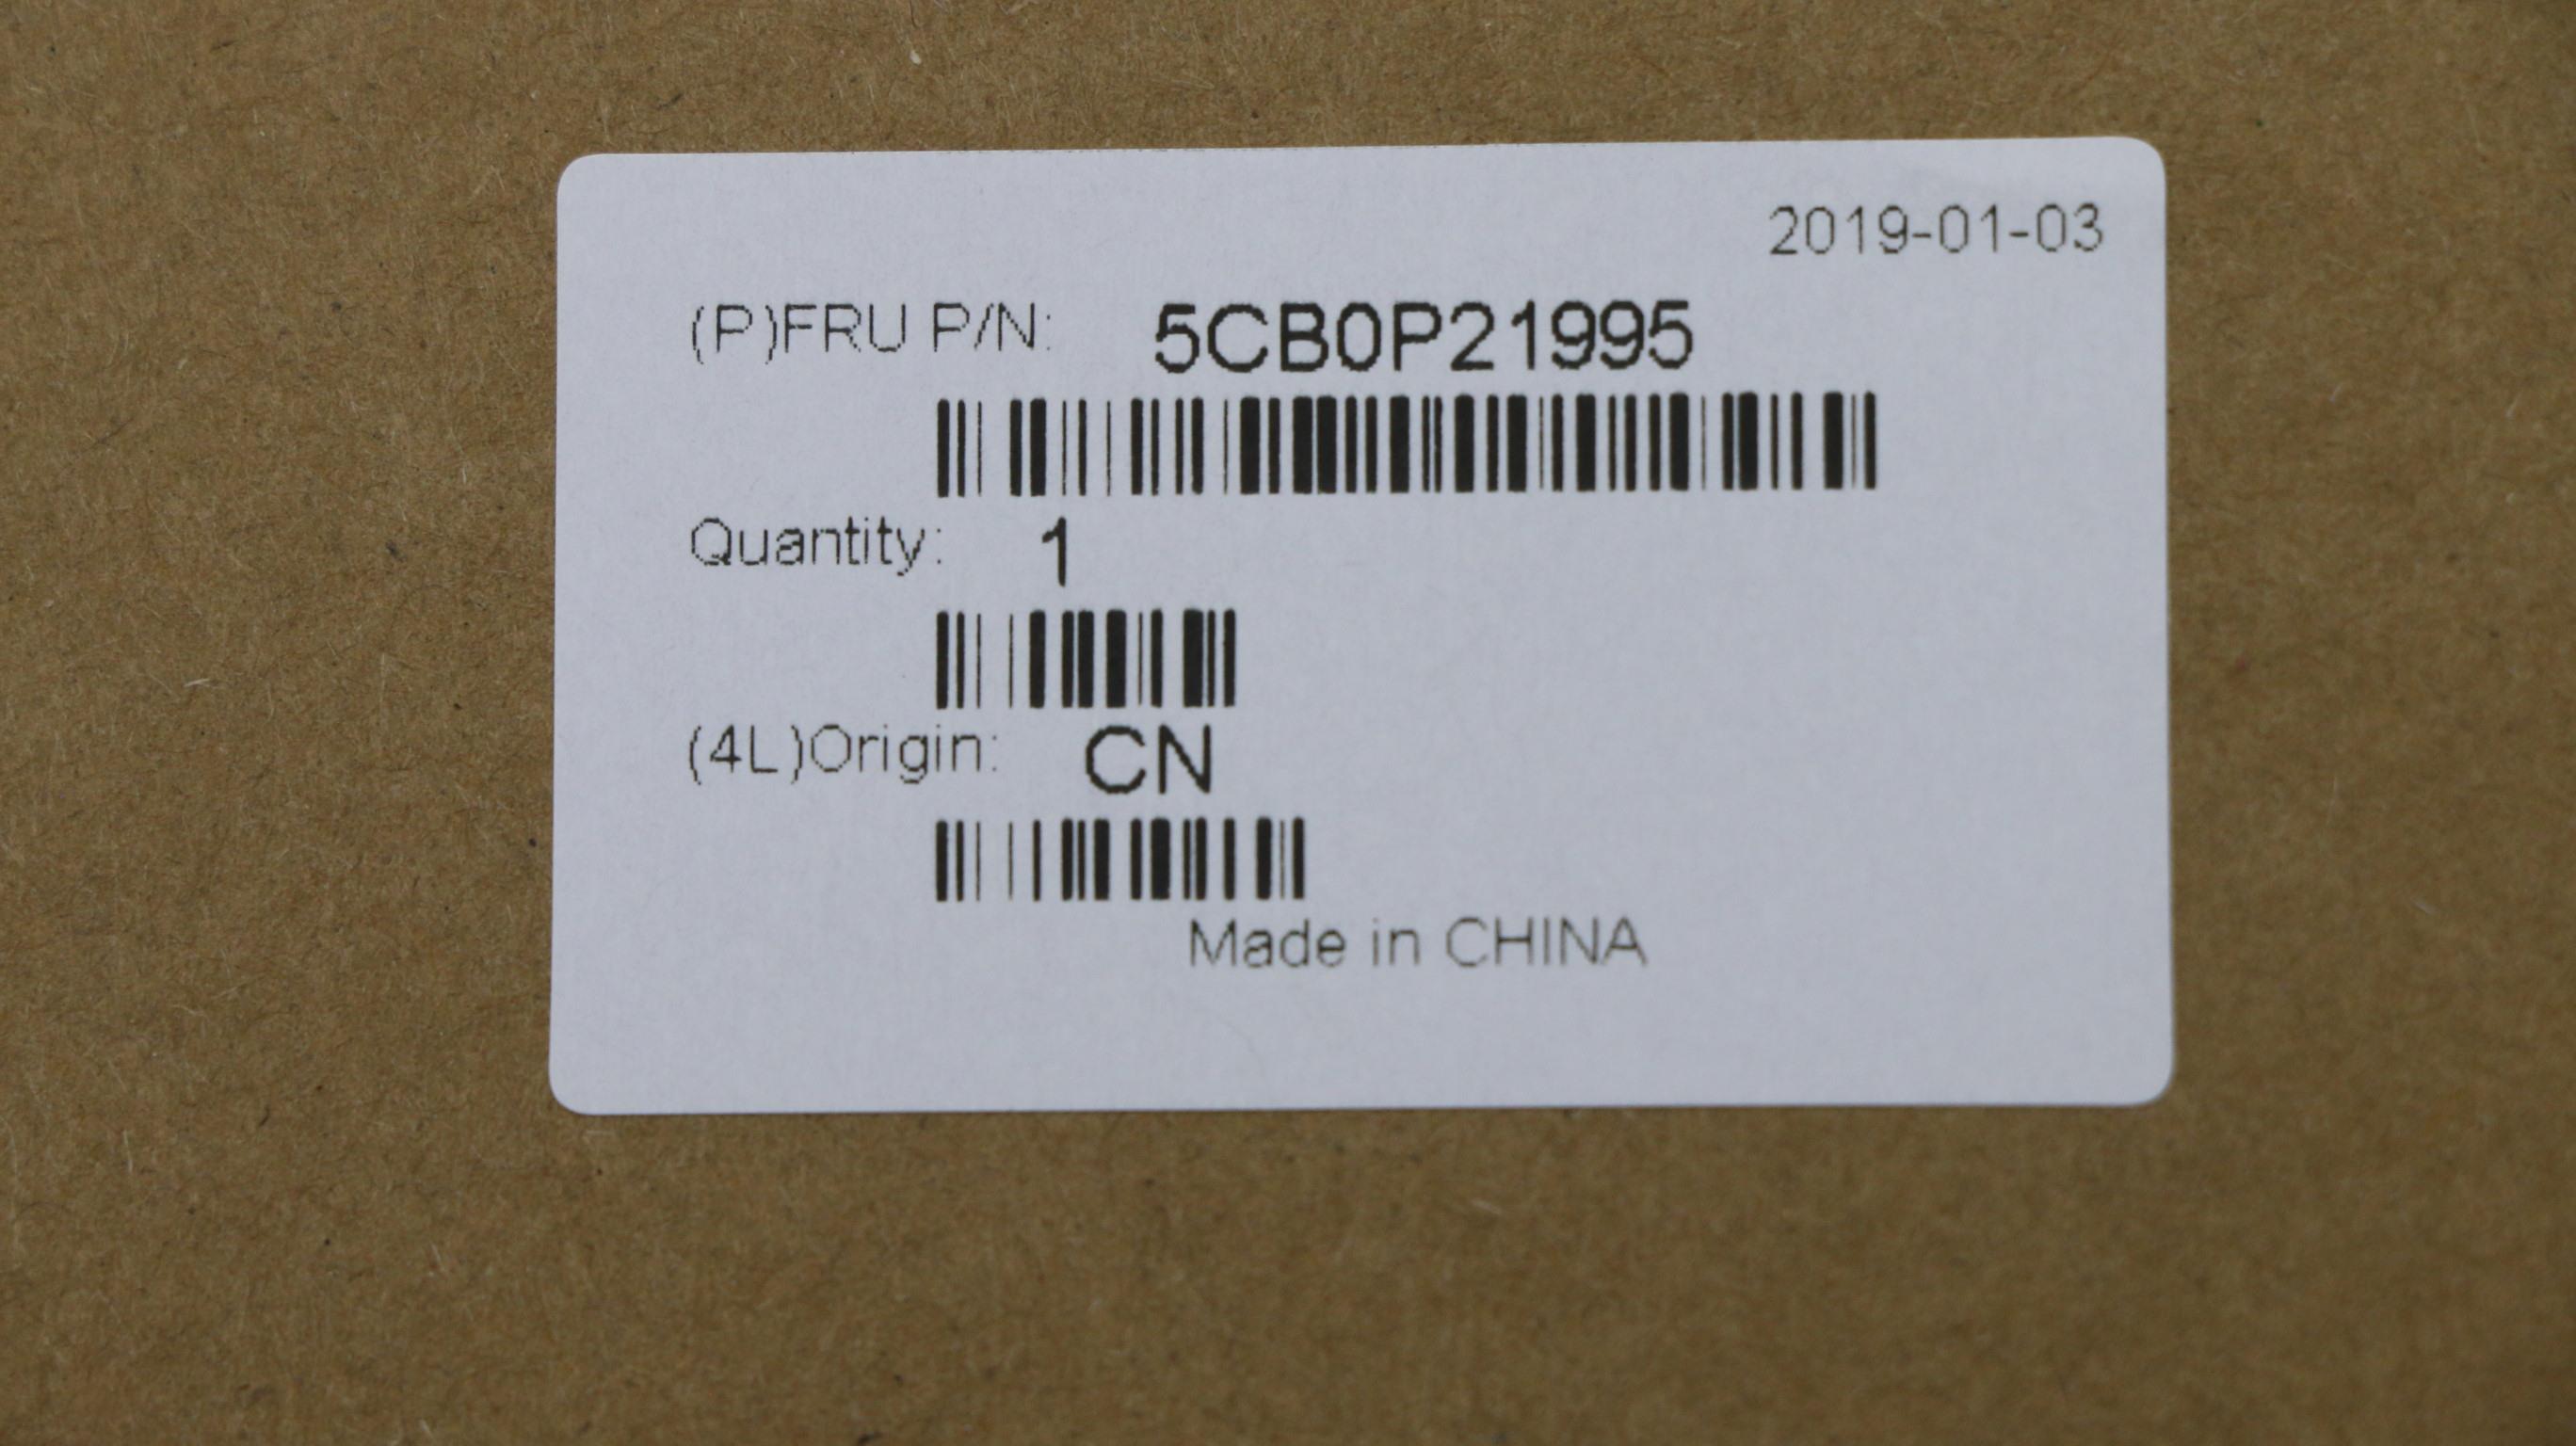 2019-01-03
(P)FRU P/N: 5CB0P21995
Quantity: 1
(4L)Origin: CN
Made in CHINA